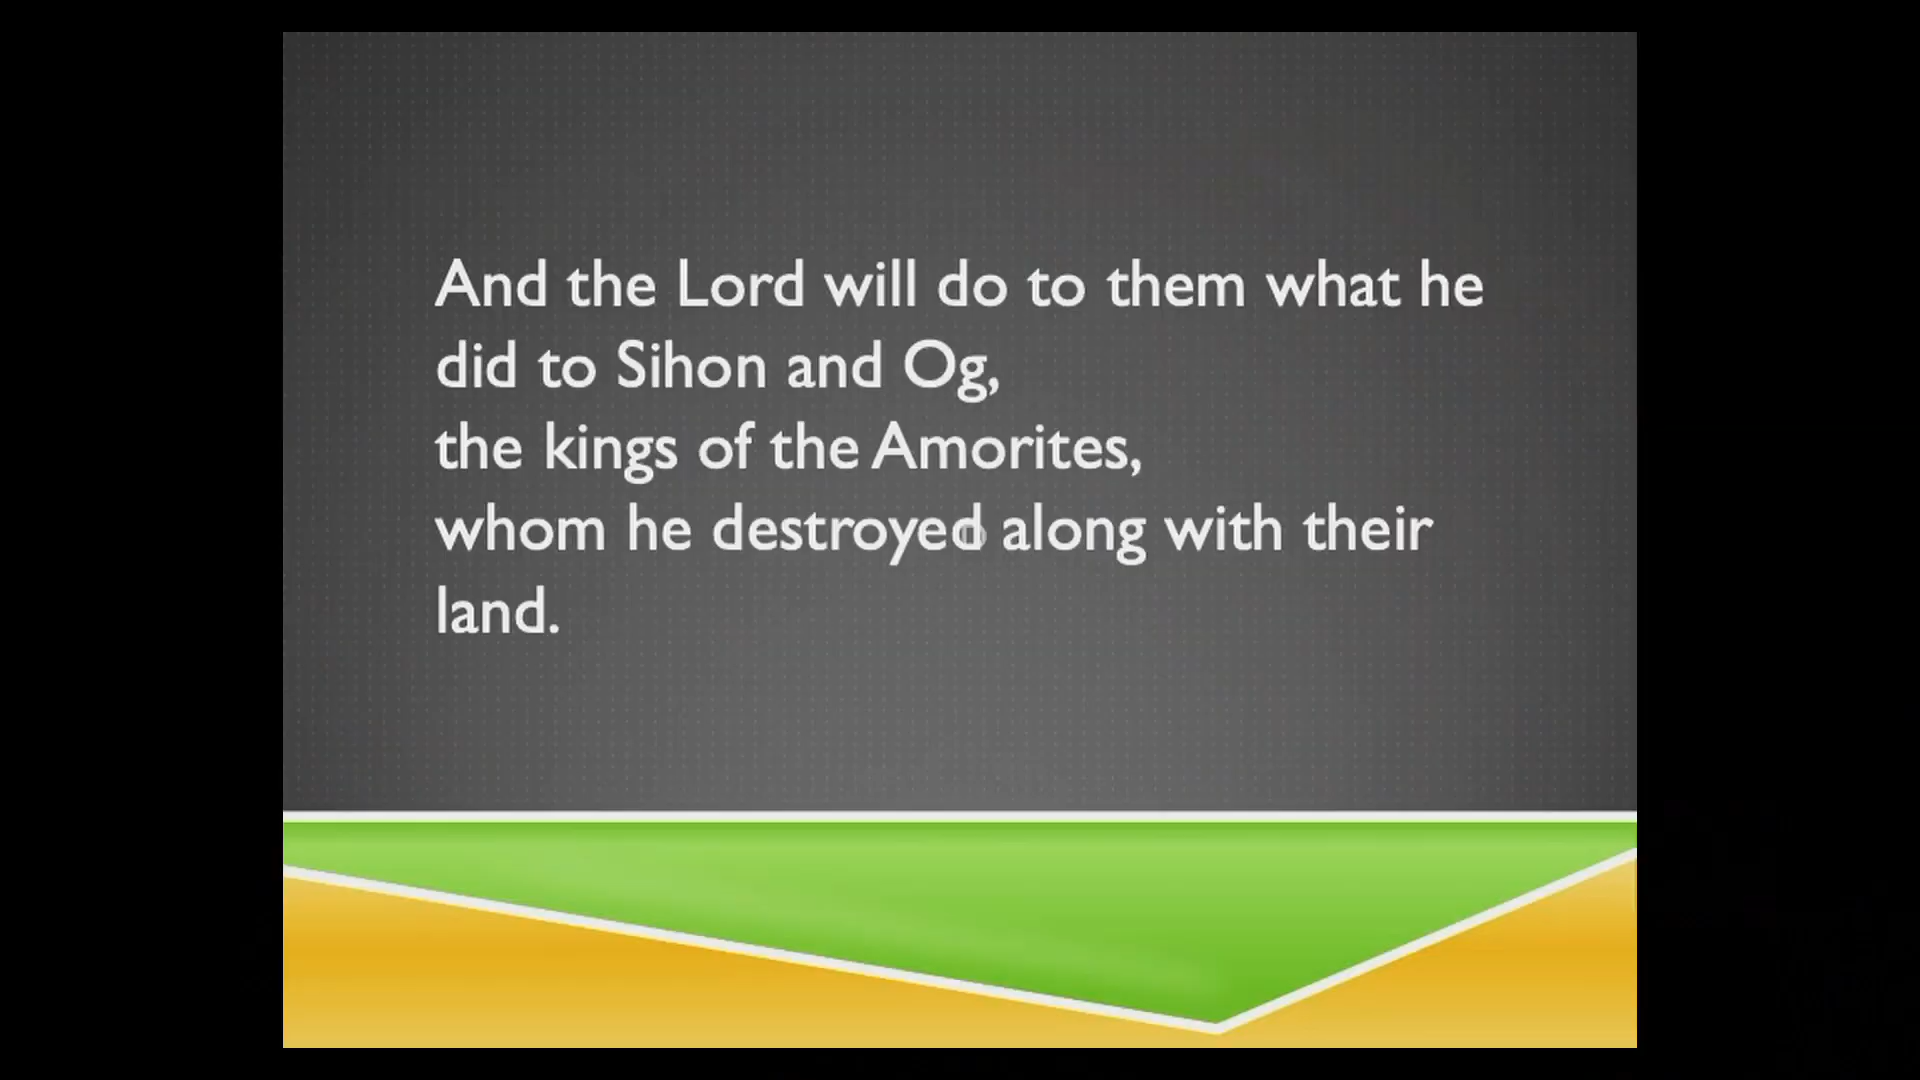 And the Lord will do to them what he
did to Sihon and Og,
the kings of the Amorites,
whom he destroyed along with their
land.